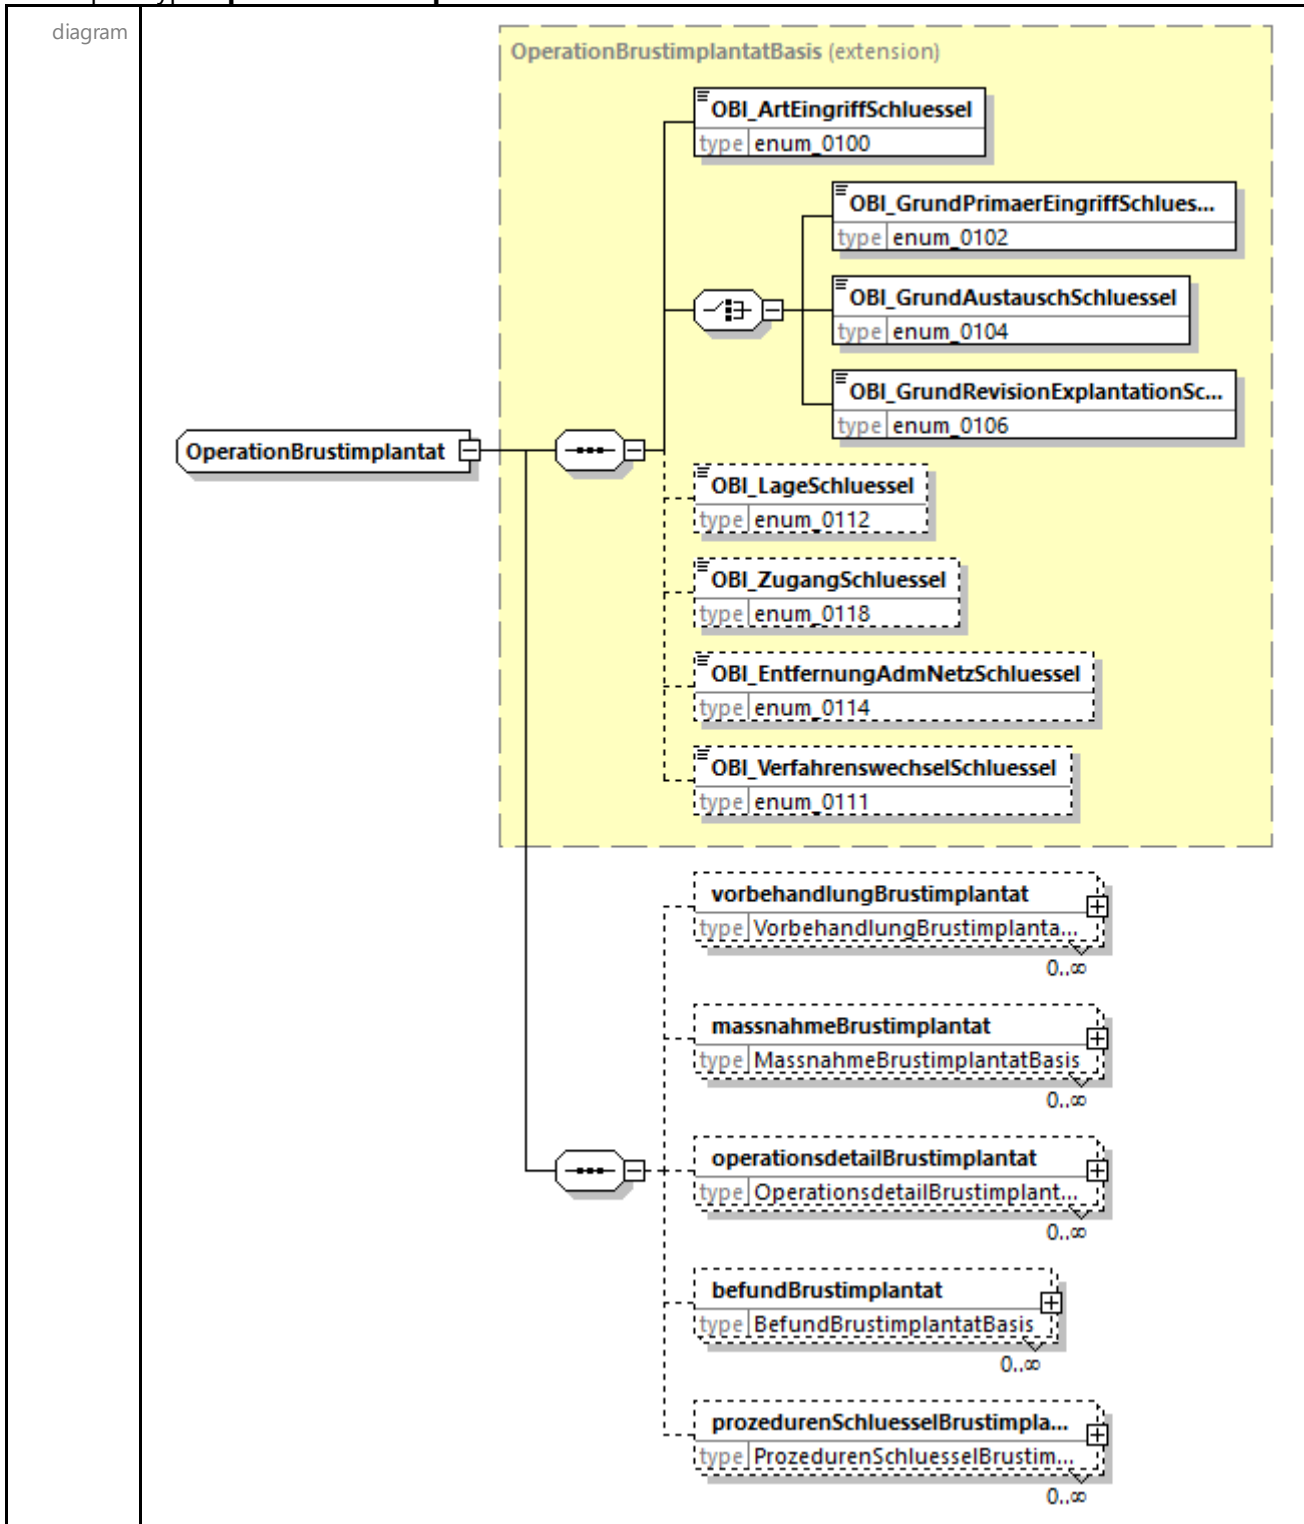 diagram
OperationBrustimplantatBasis (extension)
OBI_ArtEingriffSchluessel
type enum_0100
OBI_GrundPrimaerEingriffSchlues...
type enum_0102
OBI_GrundAustauschSchluessel
type enum_0104
OBI_GrundRevisionExplantationSc...
type enum_0106
OperationBrustimplantat
OBI_LageSchluessel
type enum_0112
OBI_ZugangSchluessel
type enum_0118
OBI_EntfernungAdmNetzSchluessel
type enum_0114
OBI_VerfahrenswechselSchluessel
type enum_0111
vorbehandlungBrustimplantat
type VorbehandlungBrustimplanta...
0..∞
massnahmeBrustimplantat
type MassnahmeBrustimplantatBasis
0..∞
operationsdetailBrustimplantat
type OperationsdetailBrustimplant...
0..∞
befundBrustimplantat
type BefundBrustimplantatBasis
0..∞
prozedurenSchluesselBrustimpla...
type ProzedurenSchluesselBrustim...
0..∞